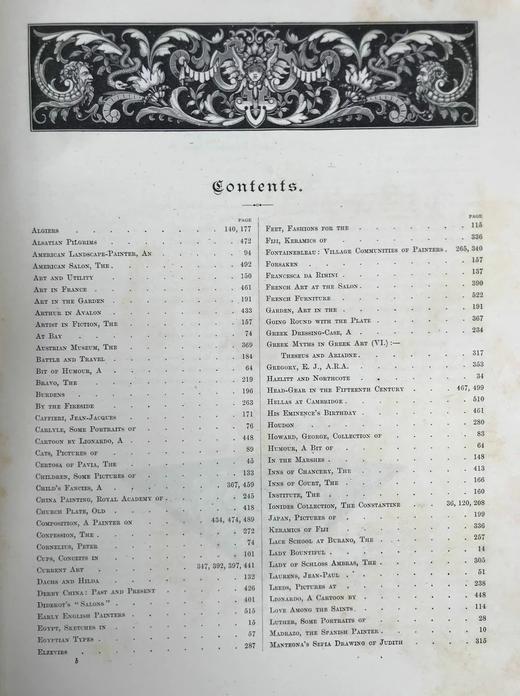 Contents.
PAGE
Algiers 140, 177
Alsatian Pilgrims 472
American Landscape-Painter, An 94
American Salon, The 492
Art and Utility 150
Art in France 461
Art in the Garden 191
Arthur in Avalon 433
Artist in Fiction, The 157
At Bay 74
Austrian Museum, The 369
Battle and Travel 184
Bit of Humour, A 64
Bravo, The 219
Burdens 196
By the Fireside 263
Caffieri, Jean-Jacques 171
Carlyle, Some Portraits of 76
Cartoon by Lionardo, A 448
Cats, Pictures of 89
Certosa of Pavia, The 45
Children, Some Pictures of 133
Child's Fancies, A 367, 459
China Painting, Royal Academy of 245
Church Plate, Old 418
Composition, A Painter on 434, 474, 489
Confession, The 272
Cornelius, Peter 74
Cups, Conceits in 101
Current Art 347, 392, 397, 441
Dachs and Hilda 132
Derby China: Past and Present 426
Diderot's "Salons" 401
Early English Painters 515
Egypt, Sketches in 15
Egyptian Types 57
Elzevirs 287
b
PAGE
Feet, Fashions for the 115
Fiji, Keramics of 336
Fontainebleau: Village Communities of Painters 265, 340
Forsaken 157
Francesca da Rimini 137
French Art at the Salon 390
French Furniture 522
Garden, Art in the 191
Going Round with the Plate 367
Greek Dressing-Case, A 234
Greek Myths in Greek Art (VI.) :—
Theseus and Ariadne 317
Gregory, E. J., A.R.A. 353
Hazlitt and Northcote 34
Head-Gear in the Fifteenth Century 467, 499
Hellas at Cambridge 510
His Eminence's Birthday 461
Houdon 280
Howard, George, Collection of 83
Humour, A Bit of 64
In the Marshes 148
Inns of Chancery, The 413
Inns of Court, The 166
Institute, The 160
Ionides Collection, The Constantine 36, 120, 208
Japan, Pictures of 199
Keramics of Fiji 336
Lace School at Burano, The 257
Lady Bountiful 14
Lady of Schloss Ambras, The 305
Laurens, Jean-Paul 51
Leeds, Pictures at 238
Lionardo, A Cartoon by 448
Love Among the Saints 114
Luther, Some Portraits of 28
Madrazo, the Spanish Painter 10
Mantegna's Sepia Drawing of Judith 315